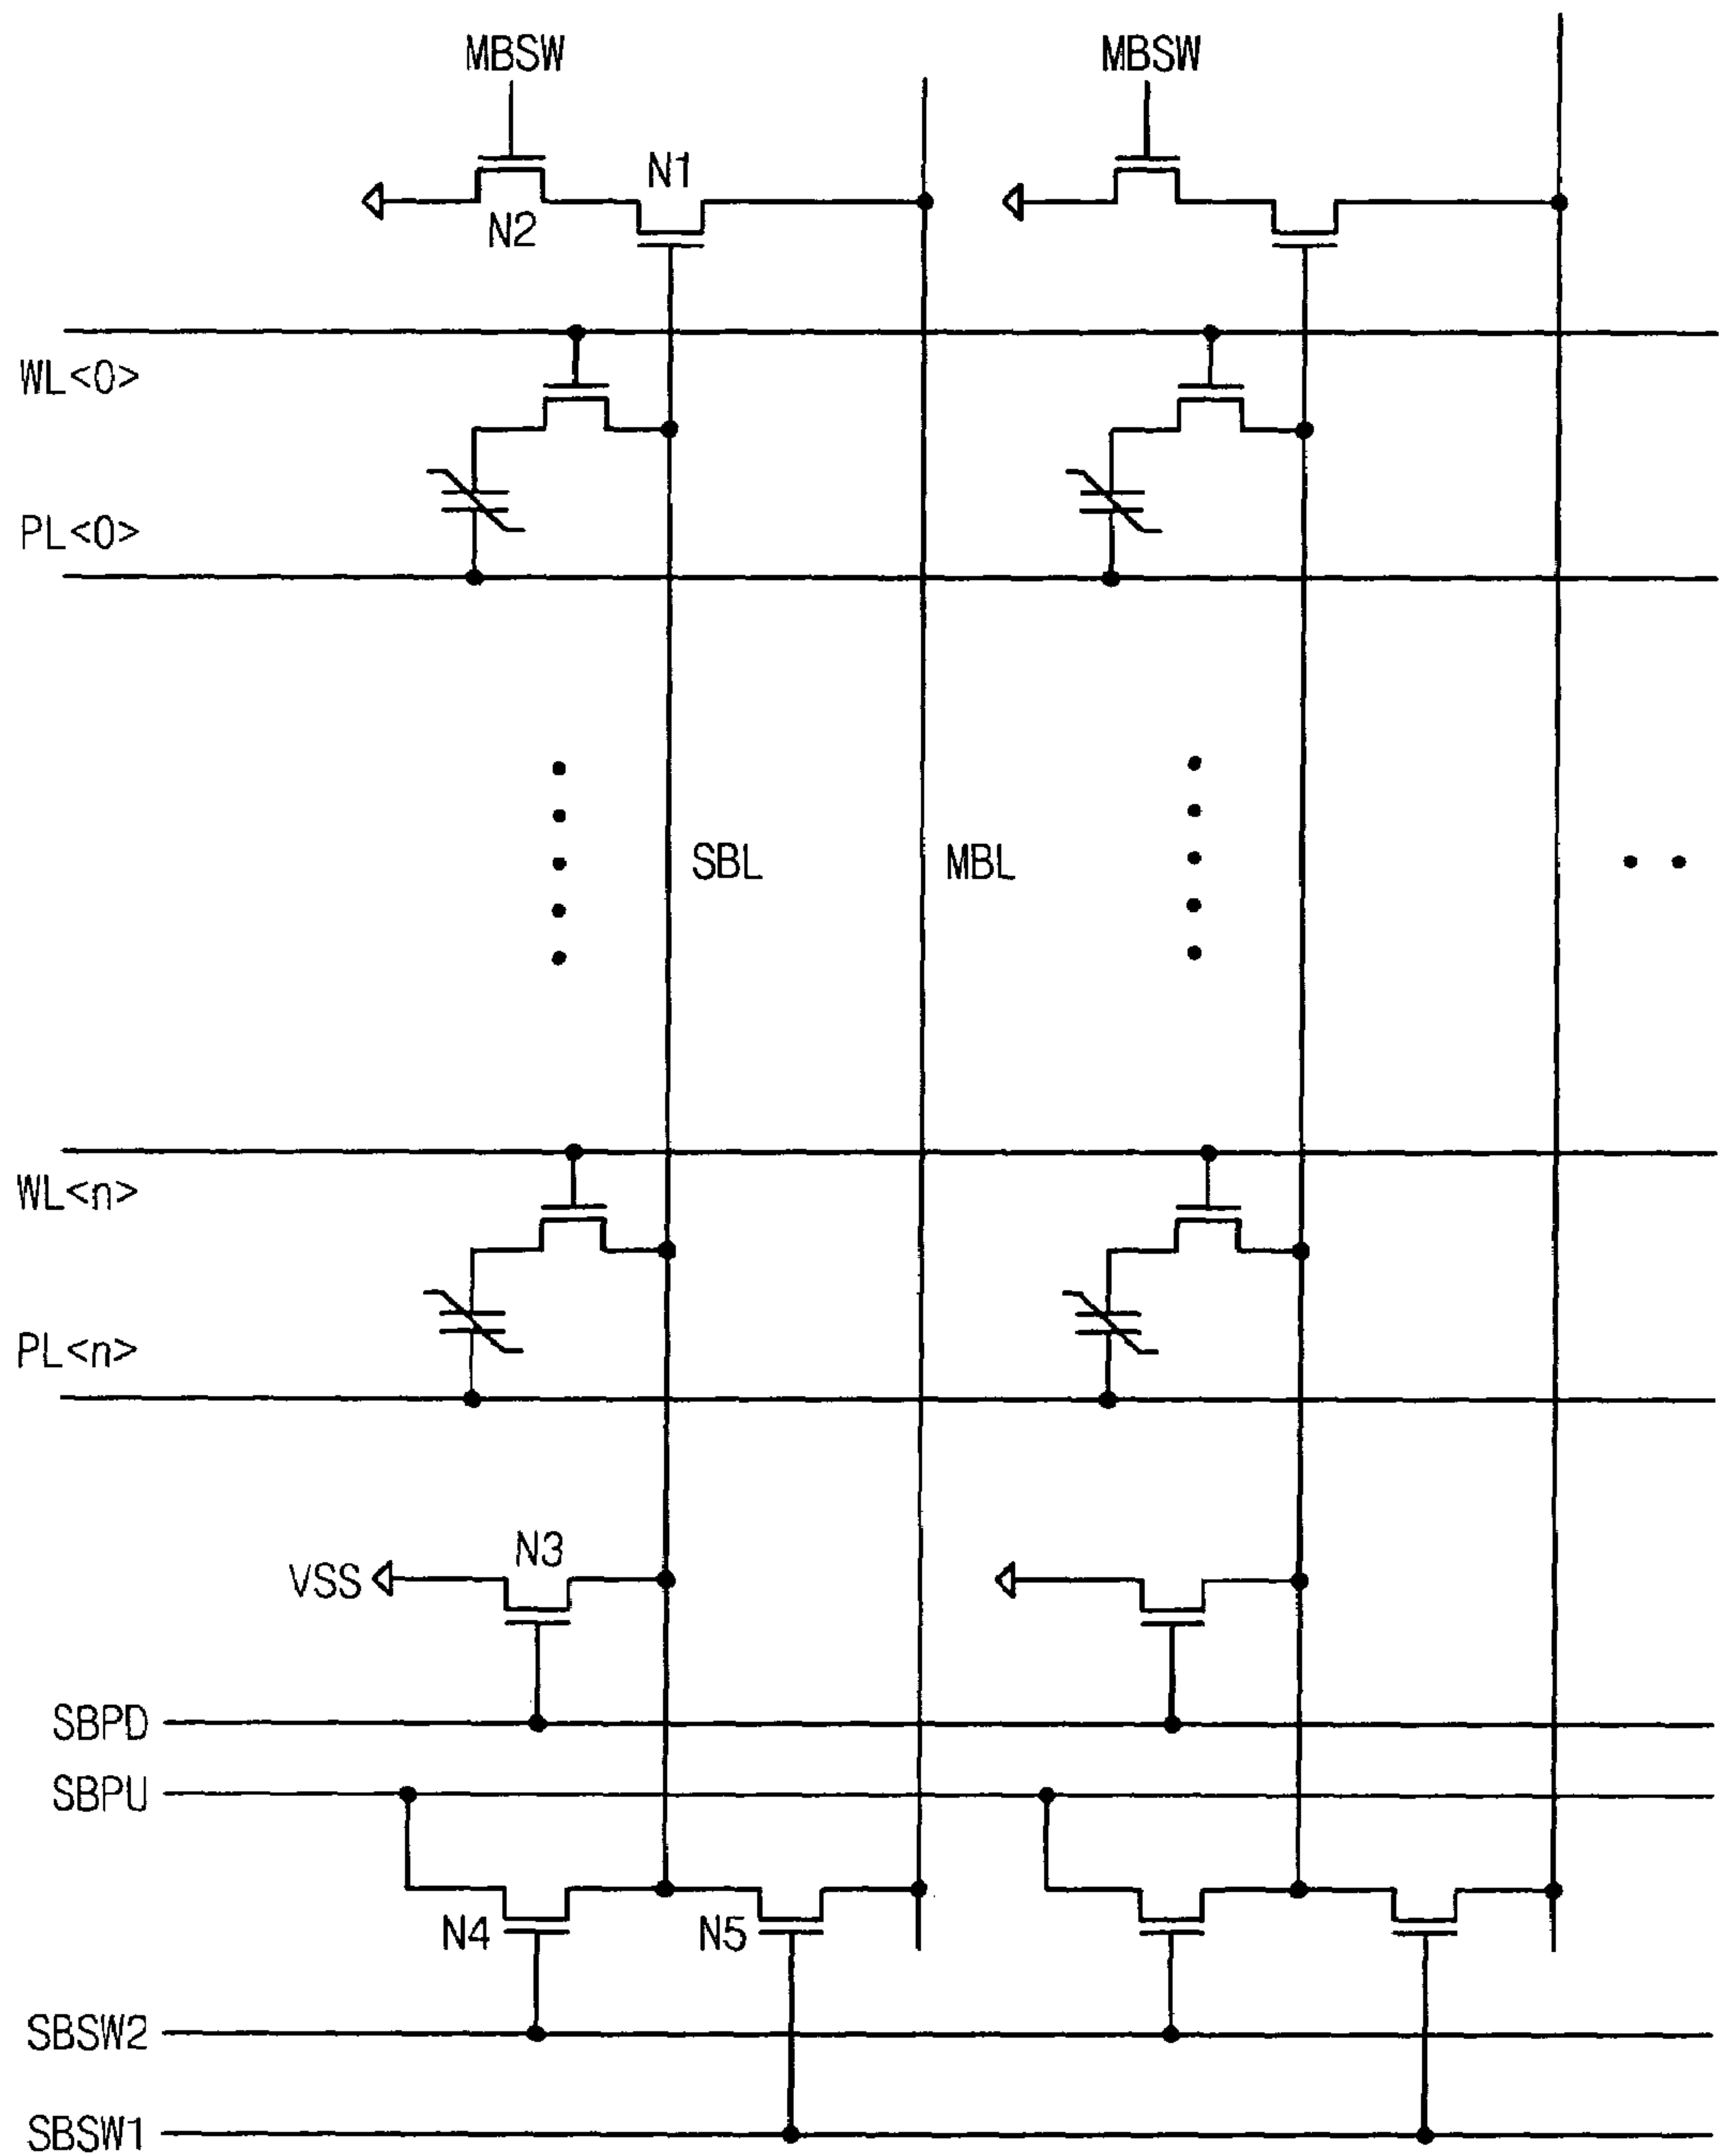 MBSW MBSW
N1
N2
WL<0>
PL<0>
SBL MBL
WL<n>
PL<n>
N3
VSS
SBPD
SBPU
N4 N5
SBSW2
SBSW1